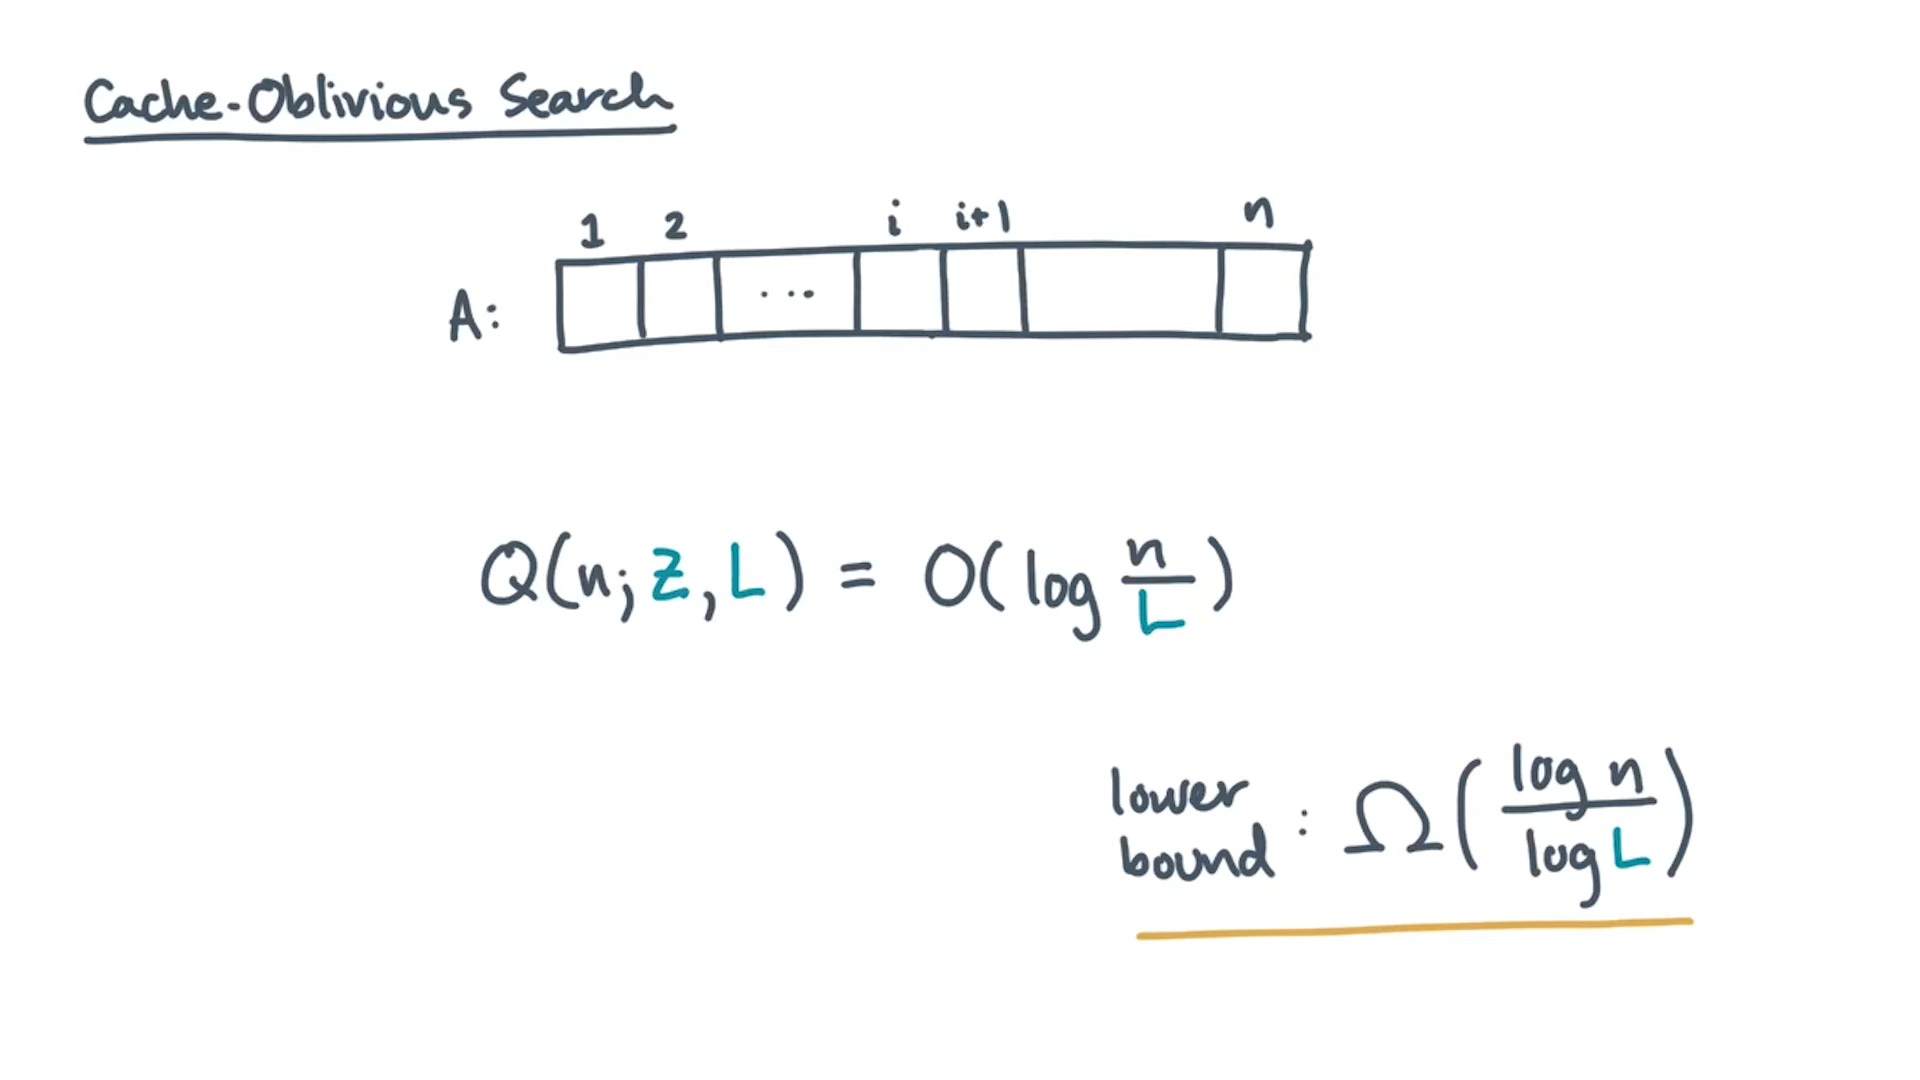 Cache-Oblivious Search
1 2 i i+1 n
A: ...
Q(n; Z, L) = O(log n/L)
lower bound : Ω(log n / log L)